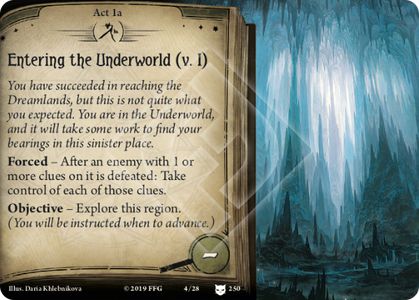 Act 1a
Entering the Underworld (v. I)
You have succeeded in reaching the
Dreamlands, but this is not quite what
you expected. You are in the Underworld,
and it will take some work to find your
bearings in this sinister place.
Forced – After an enemy with 1 or
more clues on it is defeated: Take
control of each of those clues.
Objective – Explore this region.
(You will be instructed when to advance.)
–
Illus. Daria Khlebnikova © 2019 FFG 4/28 250